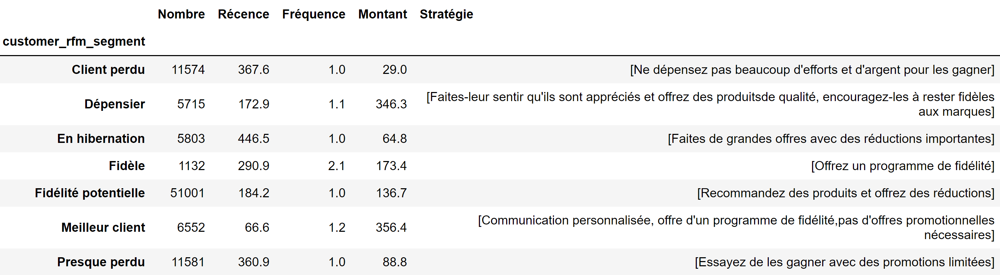 Nombre Récence Fréquence Montant Stratégie
customer_rfm_segment
Client perdu 11574 367.6 1.0 29.0 [Ne dépensez pas beaucoup d'efforts et d'argent pour les gagner]
Dépensier 5715 172.9 1.1 346.3 [Faites-leur sentir qu'ils sont appréciés et offrez des produitsde qualité, encouragez-les à rester fidèles
aux marques]
En hibernation 5803 446.5 1.0 64.8 [Faites de grandes offres avec des réductions importantes]
Fidèle 1132 290.9 2.1 173.4 [Offrez un programme de fidélité]
Fidélité potentielle 51001 184.2 1.0 136.7 [Recommandez des produits et offrez des réductions]
Meilleur client 6552 66.6 1.2 356.4 [Communication personnalisée, offre d'un programme de fidélité,pas d'offres promotionnelles
nécessaires]
Presque perdu 11581 360.9 1.0 88.8 [Essayez de les gagner avec des promotions limitées]